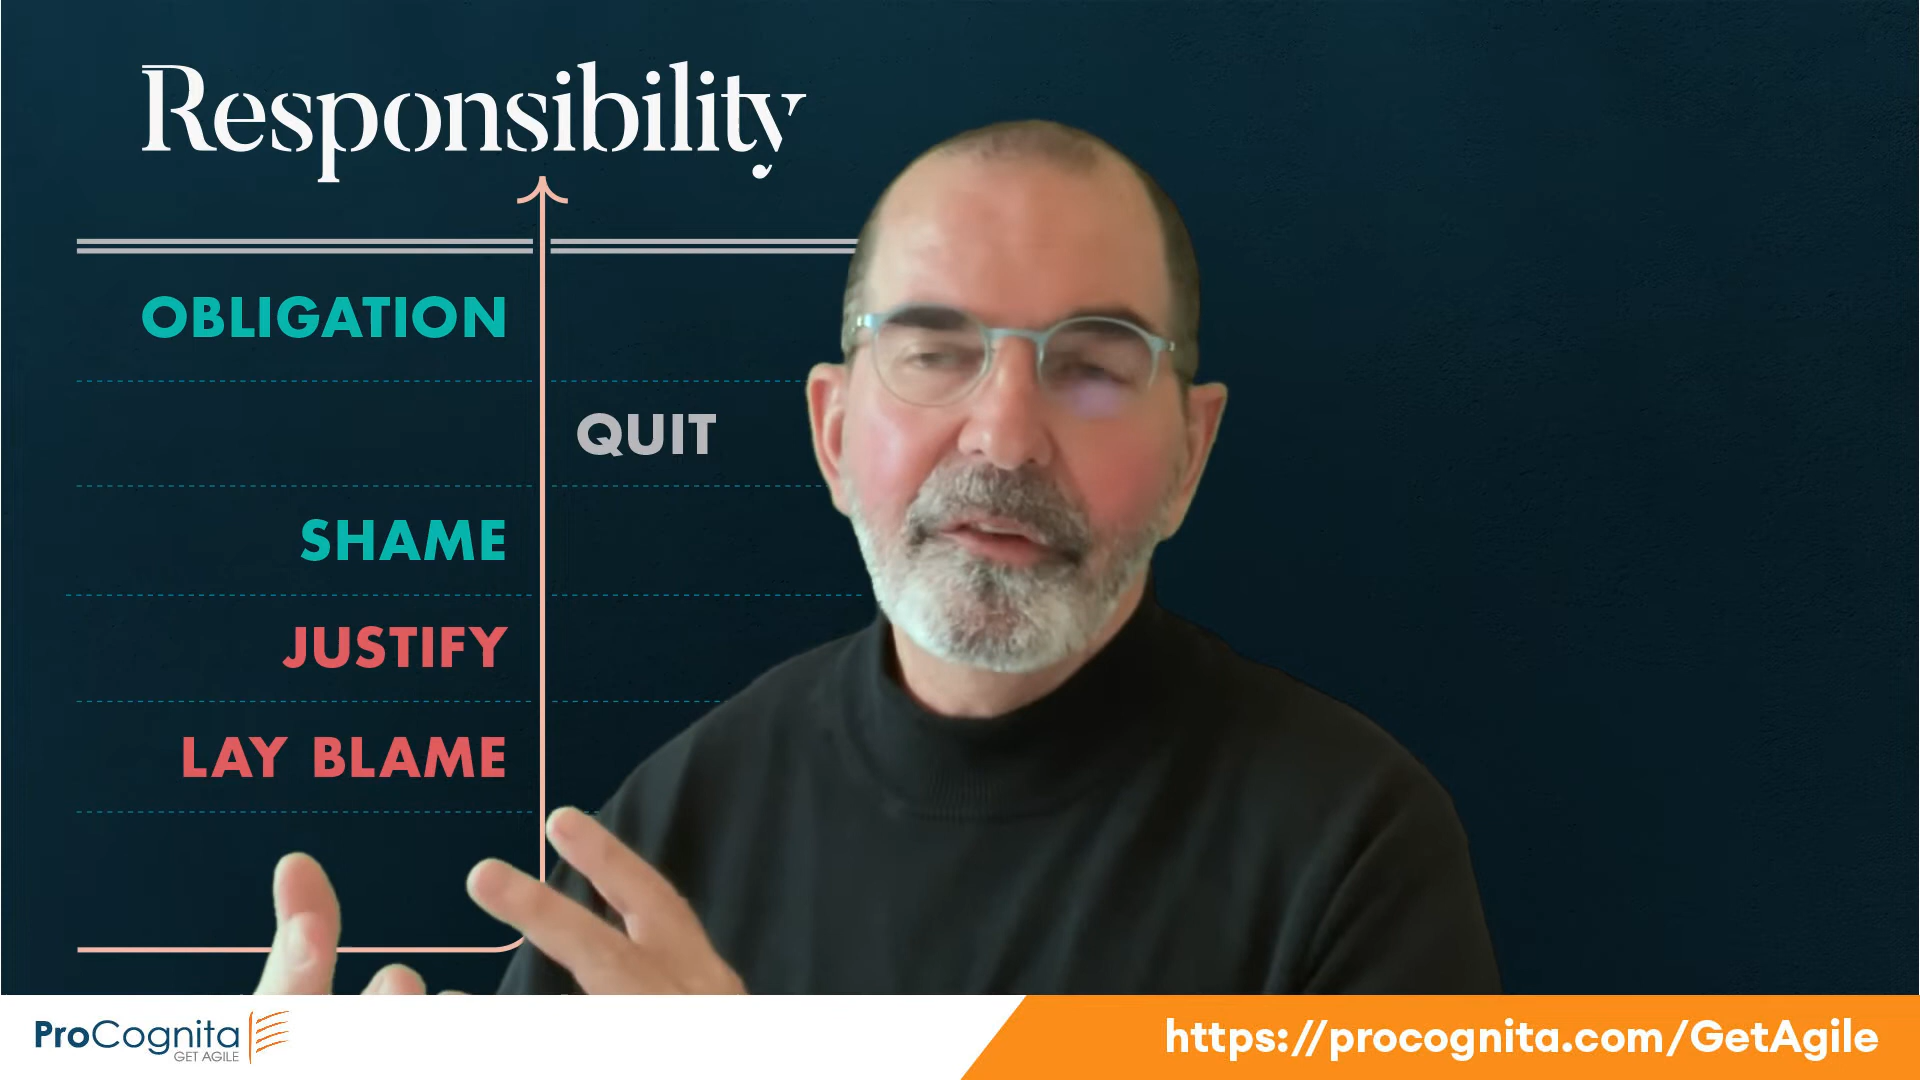 Responsibility
OBLIGATION
QUIT
SHAME
JUSTIFY
LAY BLAME
ProCognita
GET AGILE
https://procognita.com/GetAgile